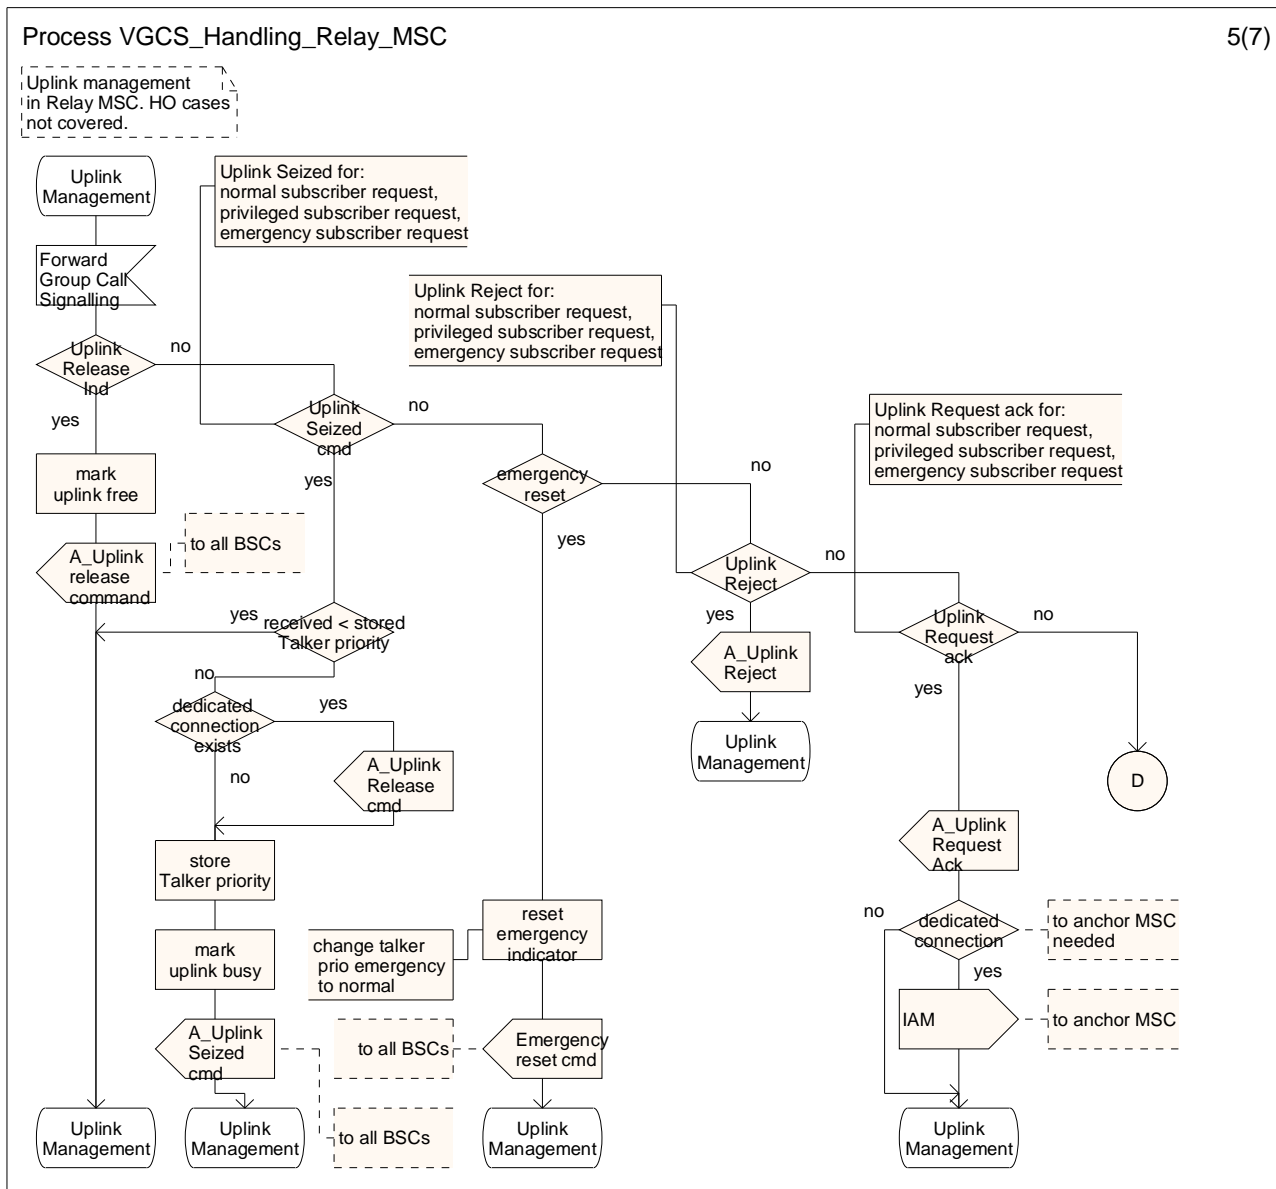 Process VGCS_Handling_Relay_MSC
5(7)
Uplink management
in Relay MSC. HO cases
not covered.
Uplink
Management
Uplink Seized for:
normal subscriber request,
privileged subscriber request,
emergency subscriber request
Forward
Group Call
Signalling
Uplink Reject for:
normal subscriber request,
privileged subscriber request,
emergency subscriber request
Uplink
Release
Ind
no
yes
Uplink
Seized
cmd
no
yes
Uplink Request ack for:
normal subscriber request,
privileged subscriber request,
emergency subscriber request
mark
uplink free
emergency
reset
no
yes
A_Uplink
release
command
to all BSCs
Uplink
Reject
no
yes
received < stored
Talker priority
yes
no
Uplink
Request
ack
no
yes
A_Uplink
Reject
dedicated
connection
exists
yes
no
Uplink
Management
A_Uplink
Release
cmd
D
store
Talker priority
A_Uplink
Request
Ack
reset
emergency
indicator
change talker
prio emergency
to normal
no
dedicated
connection
to anchor MSC
needed
yes
mark
uplink busy
IAM
to anchor MSC
A_Uplink
Seized
cmd
to all BSCs
Emergency
reset cmd
Uplink
Management
Uplink
Management
to all BSCs
Uplink
Management
Uplink
Management